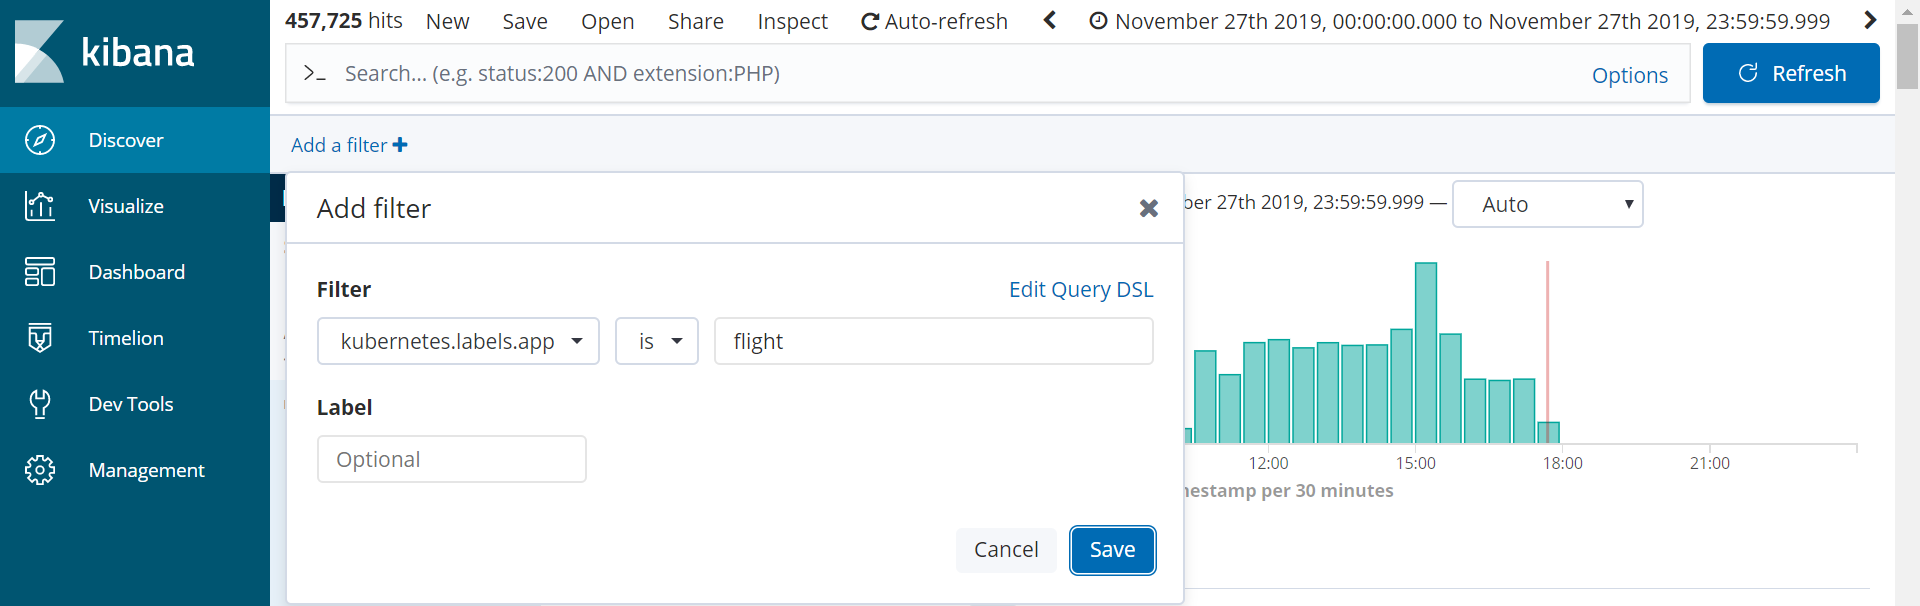 kibana
Discover
Visualize
Dashboard
Timelion
Dev Tools
Management
457,725 hits New Save Open Share Inspect Auto-refresh November 27th 2019, 00:00:00.000 to November 27th 2019, 23:59:59.999
>_ Search... (e.g. status:200 AND extension:PHP) Options Refresh
Add a filter +
Add filter
Filter Edit Query DSL
kubernetes.labels.app is flight
Label
Optional
Cancel Save
27th 2019, 23:59:59.999 — Auto
12:00 15:00 18:00 21:00
per 30 minutes